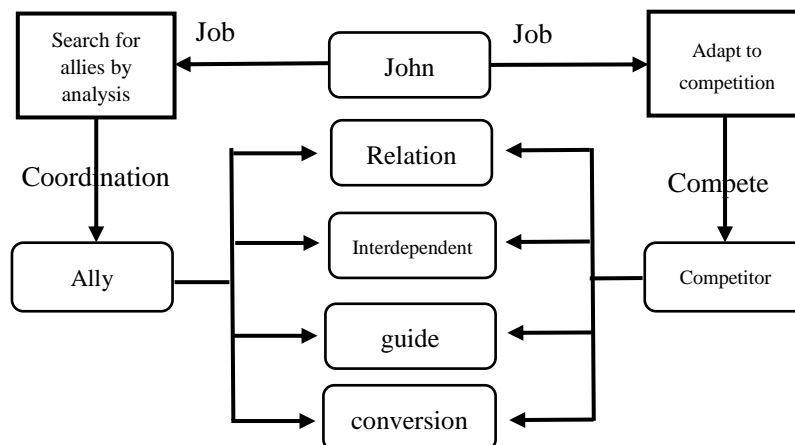 Search for
allies by
analysis
Job
John
Job
Adapt to
competition
Relation
Coordination
Compete
Interdependent
Ally
Competitor
guide
conversion